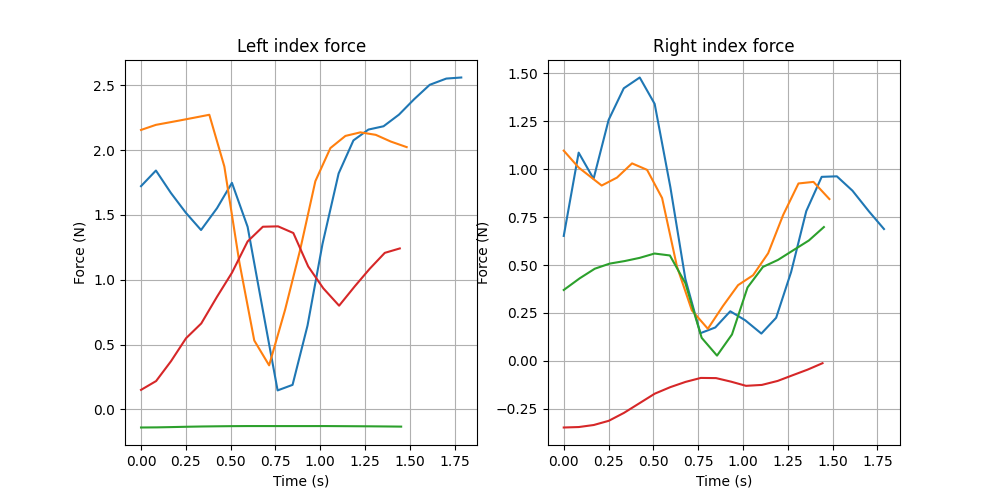 Left index force
Right index force
2.5
2.0
1.5
1.0
0.5
0.0
Force (N)
0.00 0.25 0.50 0.75 1.00 1.25 1.50 1.75
Time (s)
1.50
1.25
1.00
0.75
0.50
0.25
0.00
−0.25
Force (N)
0.00 0.25 0.50 0.75 1.00 1.25 1.50 1.75
Time (s)